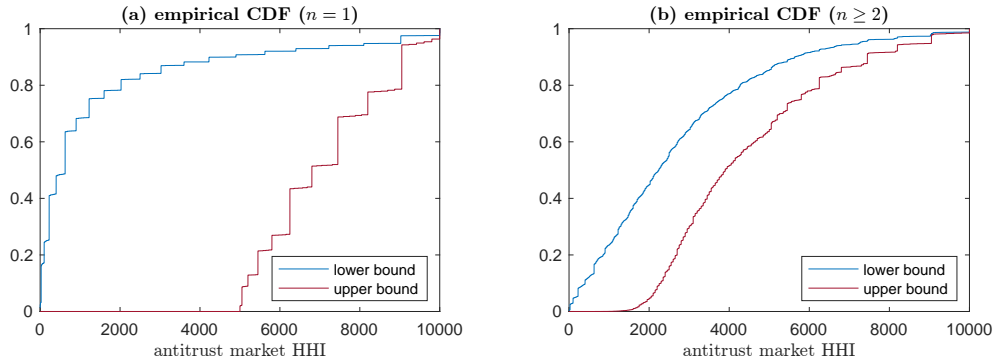 (a) empirical CDF (n = 1)
1
0.8
0.6
0.4
0.2
0
0 2000 4000 6000 8000 10000
lower bound
upper bound
antitrust market HHI
(b) empirical CDF (n ≥ 2)
1
0.8
0.6
0.4
0.2
0
0 2000 4000 6000 8000 10000
lower bound
upper bound
antitrust market HHI